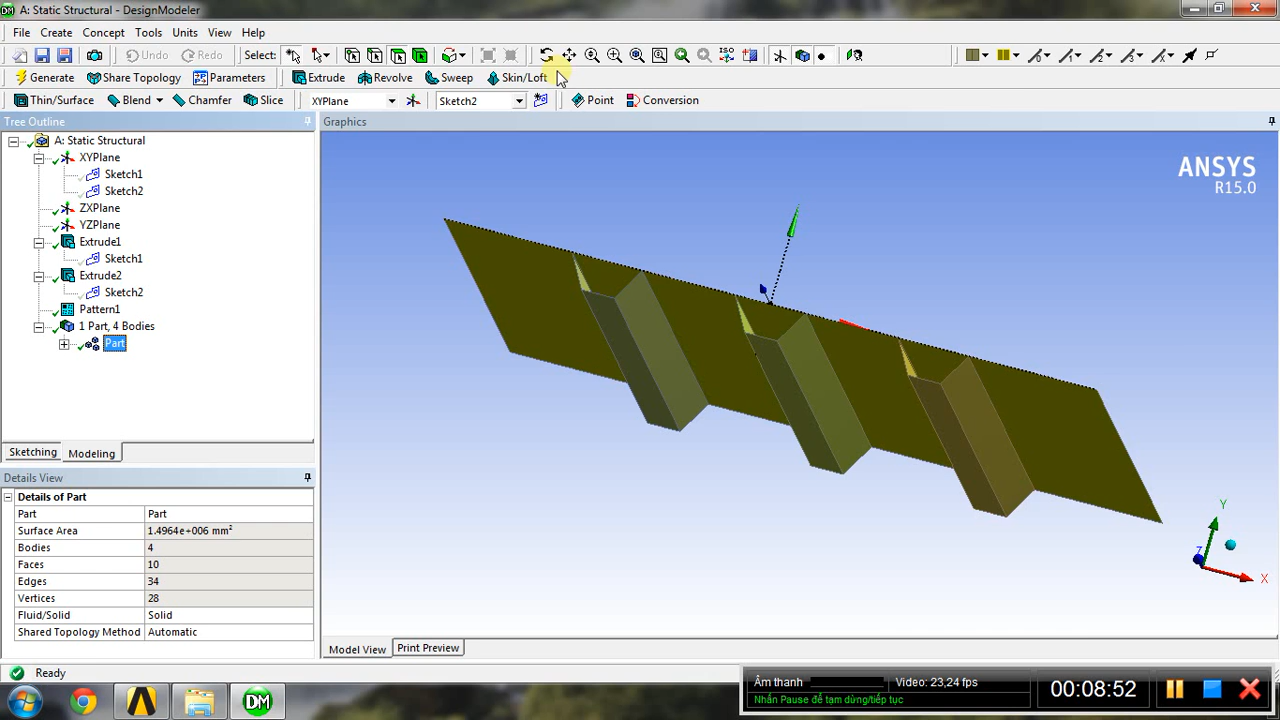 A: Static Structural - DesignModeler
File Create Concept Tools Units View Help
Undo Redo Select:
Generate Share Topology Parameters Extrude Revolve Sweep Skin/Loft
Thin/Surface Blend Chamfer Slice XYPlane Sketch2 Point Conversion
Tree Outline
A: Static Structural
XYPlane
Sketch1
Sketch2
ZXPlane
YZPlane
Extrude1
Sketch1
Extrude2
Sketch2
Pattern1
1 Part, 4 Bodies
Part
Sketching Modeling
Details View
Details of Part
Part Part
Surface Area 1.4964e+006 mm²
Bodies 4
Faces 10
Edges 34
Vertices 28
Fluid/Solid Solid
Shared Topology Method Automatic
Graphics
ANSYS
R15.0
Y
Z
X
Model View Print Preview
Ready
DM
Âm thanh Video: 23,24 fps
Nhấn Pause để tạm dừng/tiếp tục
00:08:52